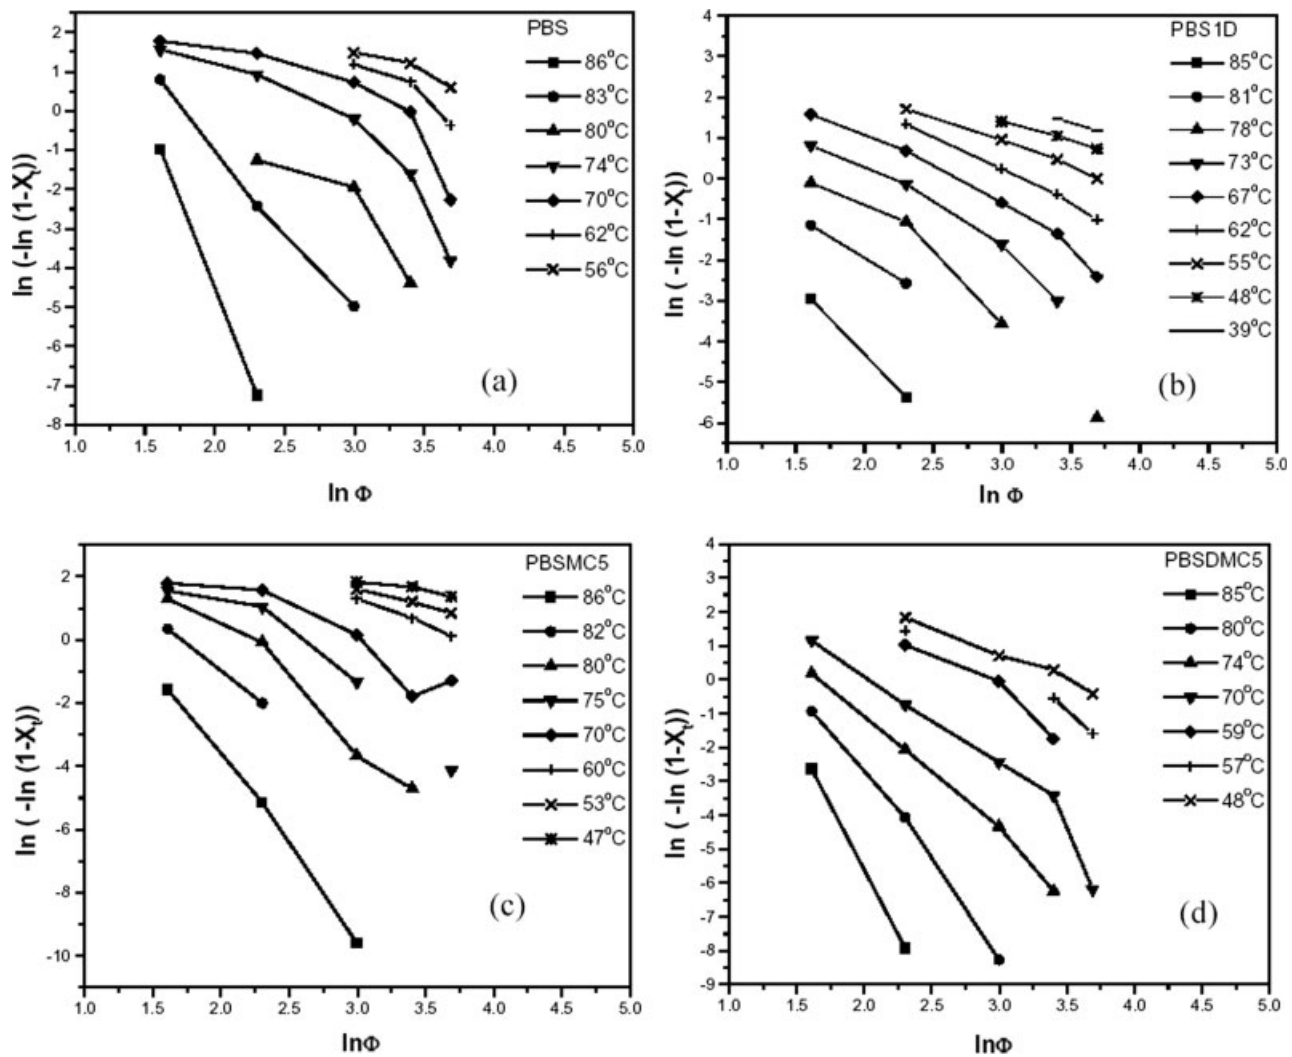 PBS
86°C
83°C
80°C
74°C
70°C
62°C
56°C
2
1
0
-1
-2
-3
-4
-5
-6
-7
-8
ln (-ln (1-Xt))
(a)
1.0 1.5 2.0 2.5 3.0 3.5 4.0 4.5 5.0
ln Φ
PBS1D
85°C
81°C
78°C
73°C
67°C
62°C
55°C
48°C
39°C
4
3
2
1
0
-1
-2
-3
-4
-5
-6
ln ( -ln (1-Xt))
(b)
1.0 1.5 2.0 2.5 3.0 3.5 4.0 4.5 5.0
ln Φ
PBSMC5
86°C
82°C
80°C
75°C
70°C
60°C
53°C
47°C
2
0
-2
-4
-6
-8
-10
ln ( -ln (1-Xt))
(c)
1.0 1.5 2.0 2.5 3.0 3.5 4.0 4.5 5.0
lnΦ
PBSDMC5
85°C
80°C
74°C
70°C
59°C
57°C
48°C
4
3
2
1
0
-1
-2
-3
-4
-5
-6
-7
-8
-9
ln ( -ln (1-Xt))
(d)
1.0 1.5 2.0 2.5 3.0 3.5 4.0 4.5 5.0
lnΦ